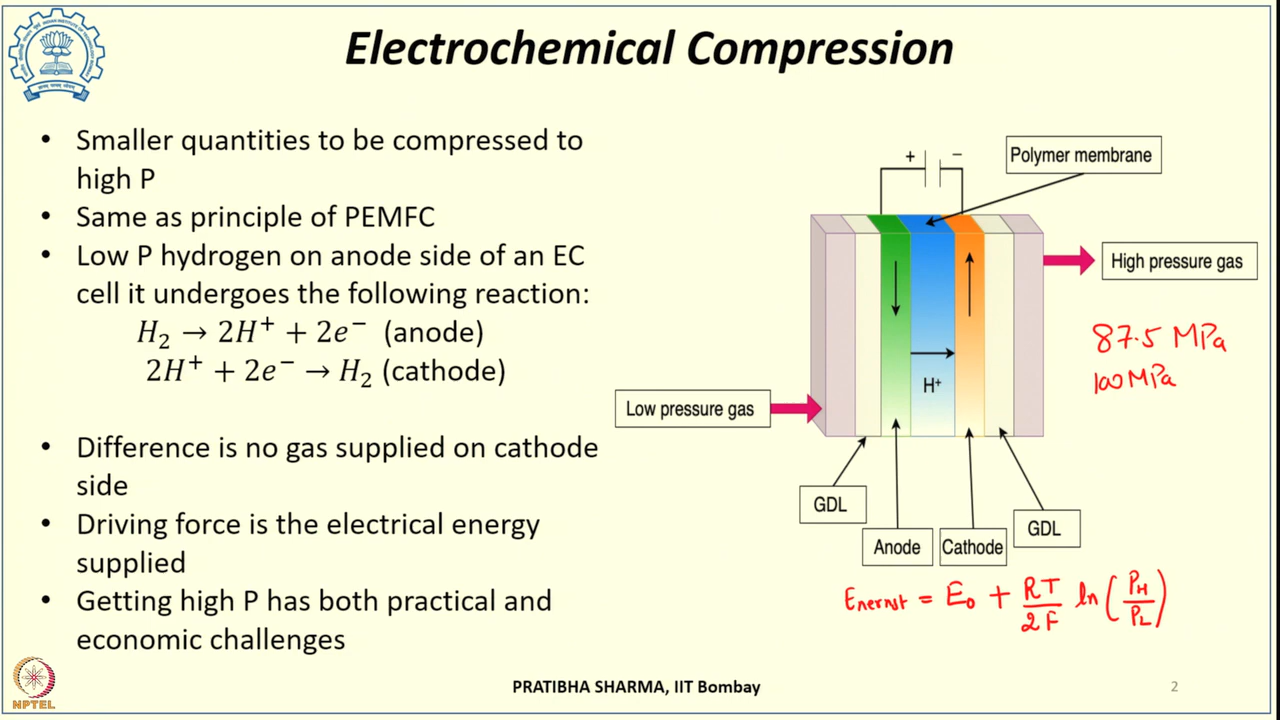 Electrochemical Compression
• Smaller quantities to be compressed to
high P
• Same as principle of PEMFC
• Low P hydrogen on anode side of an EC
cell it undergoes the following reaction:
H₂ → 2H⁺ + 2e⁻ (anode)
2H⁺ + 2e⁻ → H₂ (cathode)
• Difference is no gas supplied on cathode
side
• Driving force is the electrical energy
supplied
• Getting high P has both practical and
economic challenges
+ −
Polymer membrane
High pressure gas
87.5 MPa
100 MPa
H⁺
Low pressure gas
GDL
Anode
Cathode
GDL
E_nernst = E₀ + RT/2F ln (P_H/P_L)
NPTEL
PRATIBHA SHARMA, IIT Bombay
2